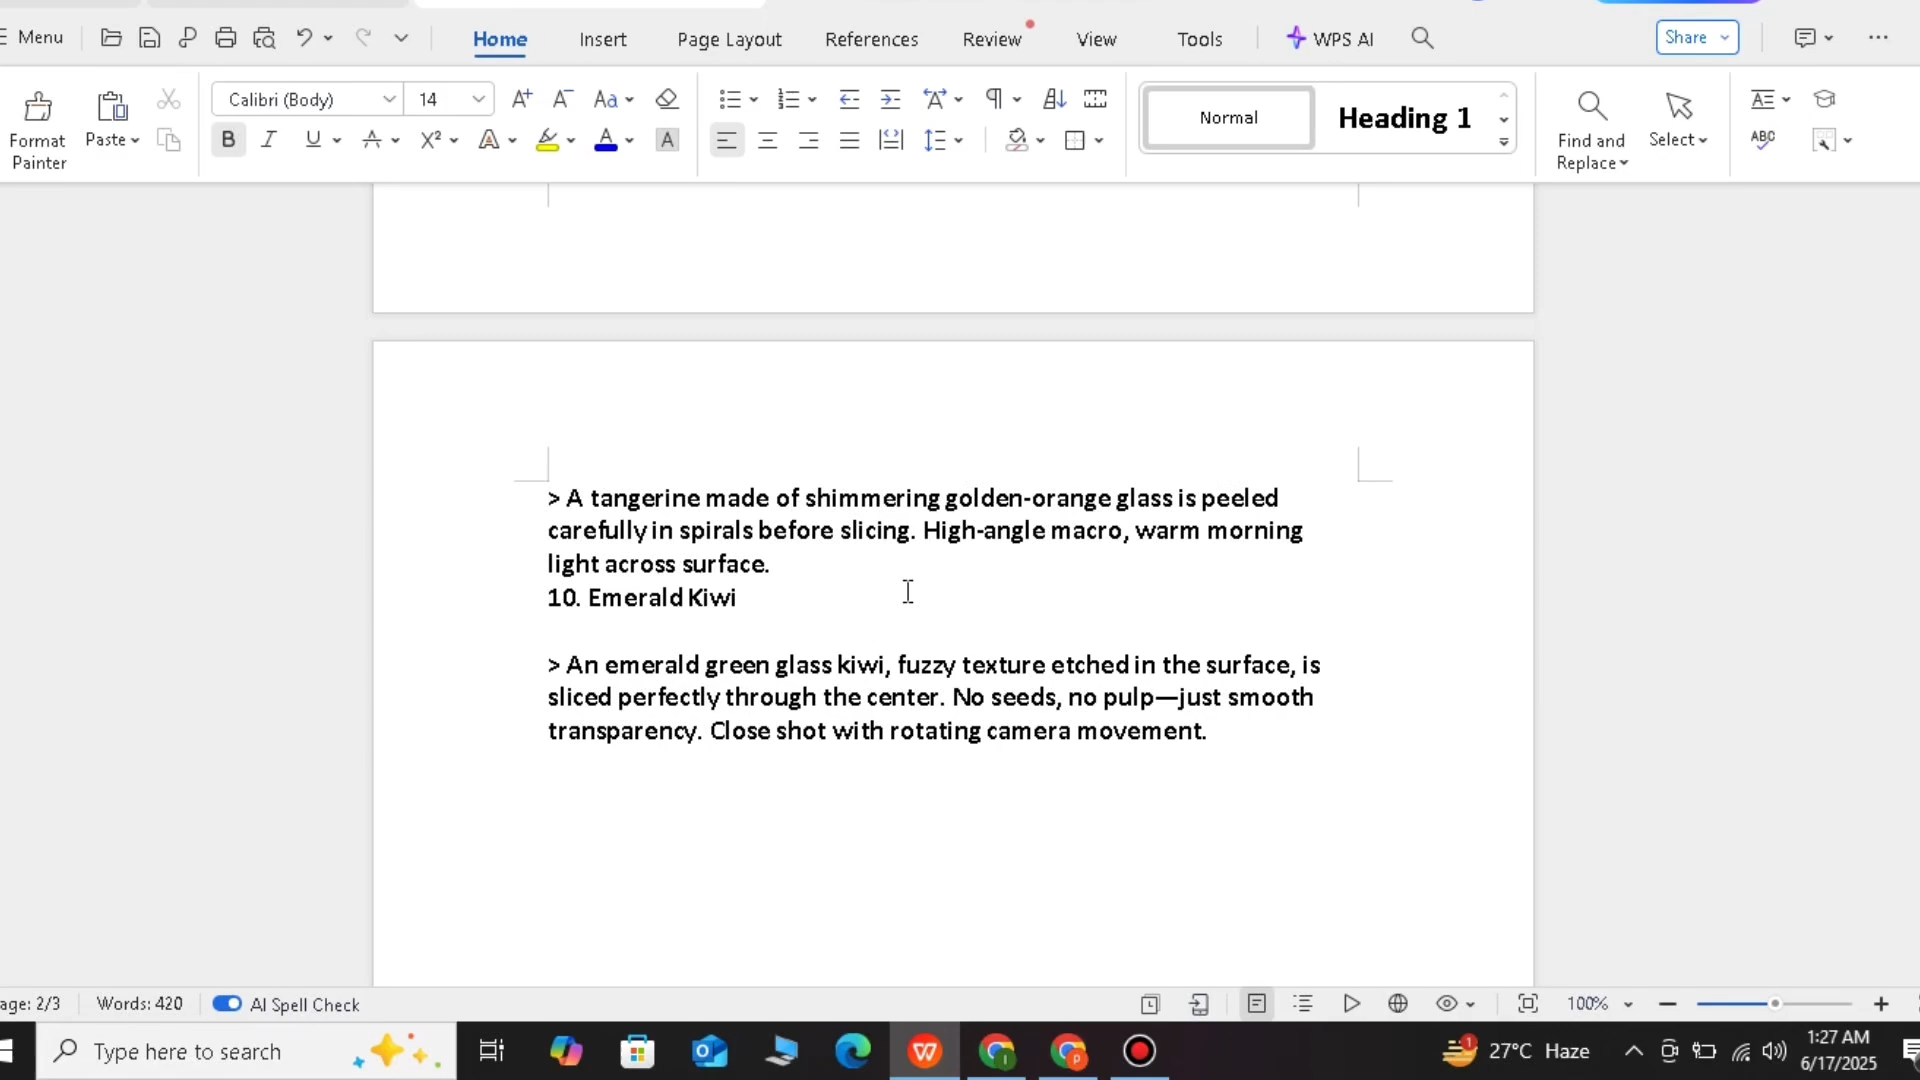 Menu
Home
Insert
Page Layout
References
Review
View
Tools
WPS AI
Share
Format
Painter
Paste
Calibri (Body)
14
Normal
Heading 1
Find and
Replace
Select
> A tangerine made of shimmering golden-orange glass is peeled
carefully in spirals before slicing. High-angle macro, warm morning
light across surface.
10. Emerald Kiwi
> An emerald green glass kiwi, fuzzy texture etched in the surface, is
sliced perfectly through the center. No seeds, no pulp—just smooth
transparency. Close shot with rotating camera movement.
age: 2/3
Words: 420
AI Spell Check
100%
Type here to search
27°C Haze
1:27 AM
6/17/2025